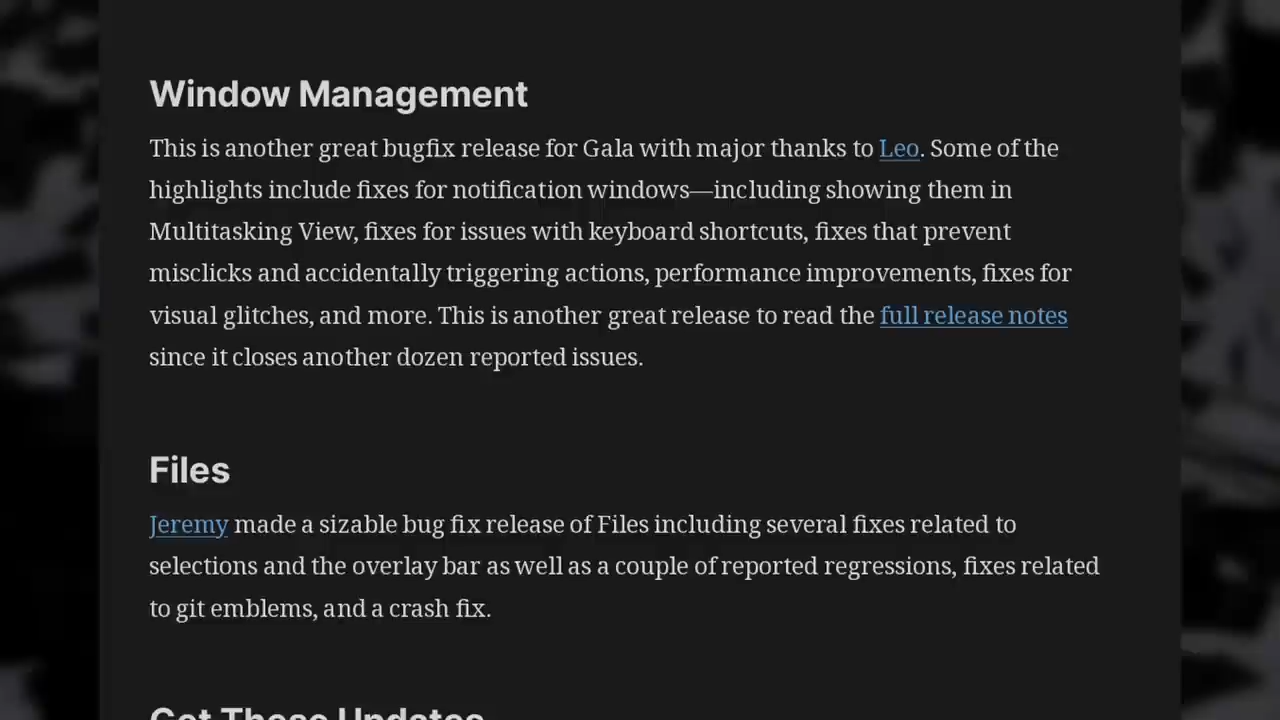 Window Management
This is another great bugfix release for Gala with major thanks to Leo. Some of the
highlights include fixes for notification windows—including showing them in
Multitasking View, fixes for issues with keyboard shortcuts, fixes that prevent
misclicks and accidentally triggering actions, performance improvements, fixes for
visual glitches, and more. This is another great release to read the full release notes
since it closes another dozen reported issues.
Files
Jeremy made a sizable bug fix release of Files including several fixes related to
selections and the overlay bar as well as a couple of reported regressions, fixes related
to git emblems, and a crash fix.
Get These Updates